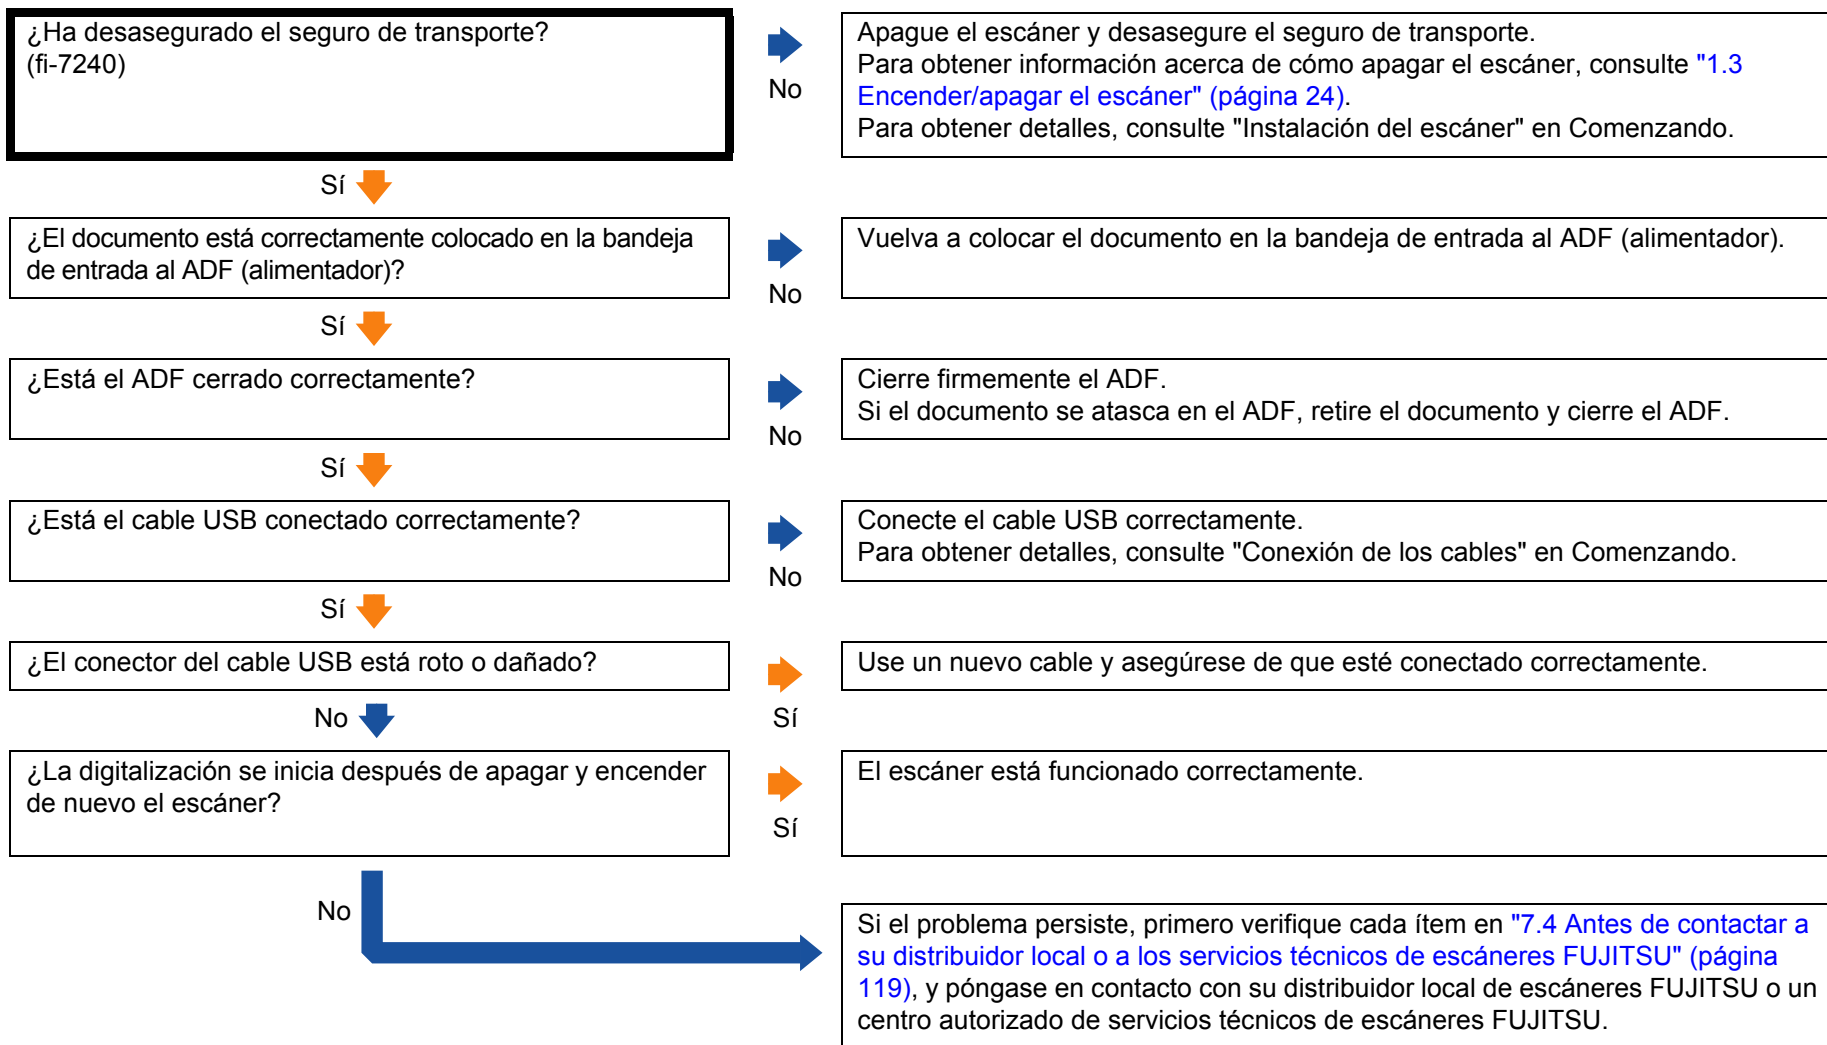 ¿Ha desasegurado el seguro de transporte?
(fi-7240)
No
Apague el escáner y desasegure el seguro de transporte.
Para obtener información acerca de cómo apagar el escáner, consulte "1.3
Encender/apagar el escáner" (página 24).
Para obtener detalles, consulte "Instalación del escáner" en Comenzando.
Sí
¿El documento está correctamente colocado en la bandeja
de entrada al ADF (alimentador)?
No
Vuelva a colocar el documento en la bandeja de entrada al ADF (alimentador).
Sí
¿Está el ADF cerrado correctamente?
No
Cierre firmemente el ADF.
Si el documento se atasca en el ADF, retire el documento y cierre el ADF.
Sí
¿Está el cable USB conectado correctamente?
No
Conecte el cable USB correctamente.
Para obtener detalles, consulte "Conexión de los cables" en Comenzando.
Sí
¿El conector del cable USB está roto o dañado?
Sí
Use un nuevo cable y asegúrese de que esté conectado correctamente.
No
¿La digitalización se inicia después de apagar y encender
de nuevo el escáner?
Sí
El escáner está funcionado correctamente.
No
Si el problema persiste, primero verifique cada ítem en "7.4 Antes de contactar a
su distribuidor local o a los servicios técnicos de escáneres FUJITSU" (página
119), y póngase en contacto con su distribuidor local de escáneres FUJITSU o un
centro autorizado de servicios técnicos de escáneres FUJITSU.